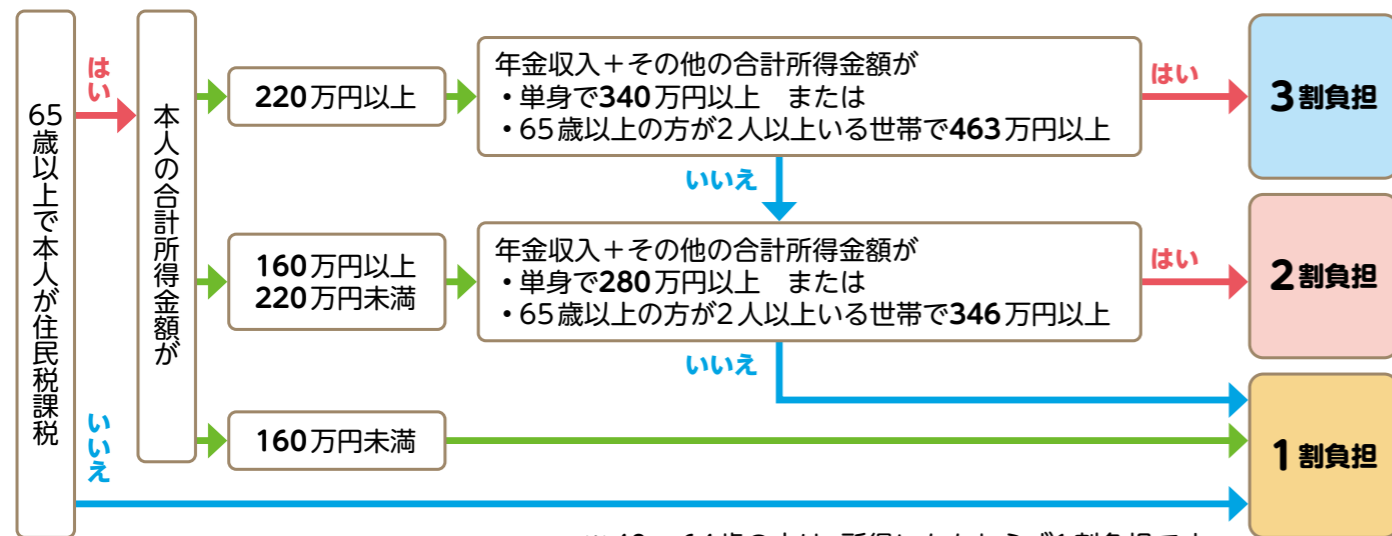 65歳以上で本人が住民税課税
はい
いいえ
本人の合計所得金額が
220万円以上
年金収入＋その他の合計所得金額が
・単身で340万円以上　または
・65歳以上の方が2人以上いる世帯で463万円以上
はい
3割負担
いいえ
160万円以上
220万円未満
年金収入＋その他の合計所得金額が
・単身で280万円以上　または
・65歳以上の方が2人以上いる世帯で346万円以上
はい
2割負担
いいえ
160万円未満
1割負担